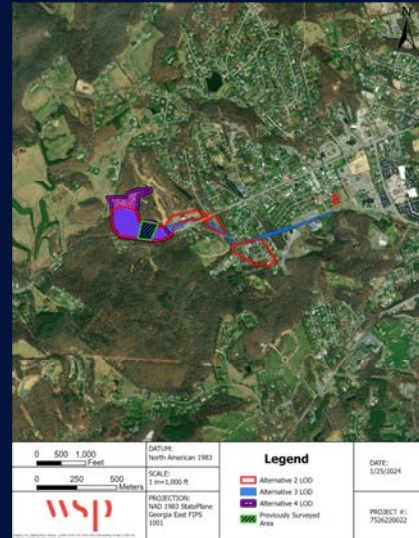 N
0 500 1,000
Feet
0 250 500
Meters
wsp
DATUM:
North American 1983
SCALE:
1 in=1,000 ft
PROJECTION:
NAD 1983 StatePlane
Georgia East FIPS
1001
Legend
Alternative 2 LOD
Alternative 3 LOD
Alternative 4 LOD
Previously Surveyed
Area
DATE:
1/25/2024
PROJECT #:
7526220022